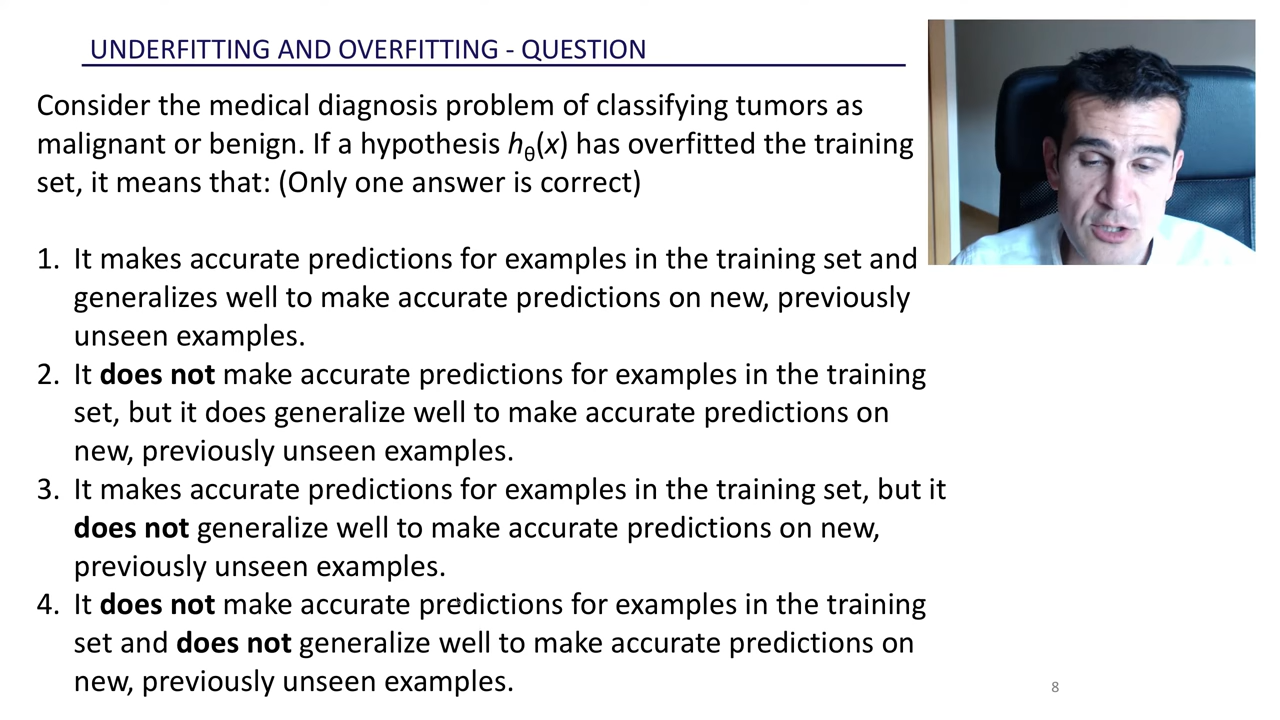 UNDERFITTING AND OVERFITTING - QUESTION
Consider the medical diagnosis problem of classifying tumors as
malignant or benign. If a hypothesis hθ(x) has overfitted the training
set, it means that: (Only one answer is correct)
1. It makes accurate predictions for examples in the training set and
generalizes well to make accurate predictions on new, previously
unseen examples.
2. It does not make accurate predictions for examples in the training
set, but it does generalize well to make accurate predictions on
new, previously unseen examples.
3. It makes accurate predictions for examples in the training set, but it
does not generalize well to make accurate predictions on new,
previously unseen examples.
4. It does not make accurate predictions for examples in the training
set and does not generalize well to make accurate predictions on
new, previously unseen examples.
8